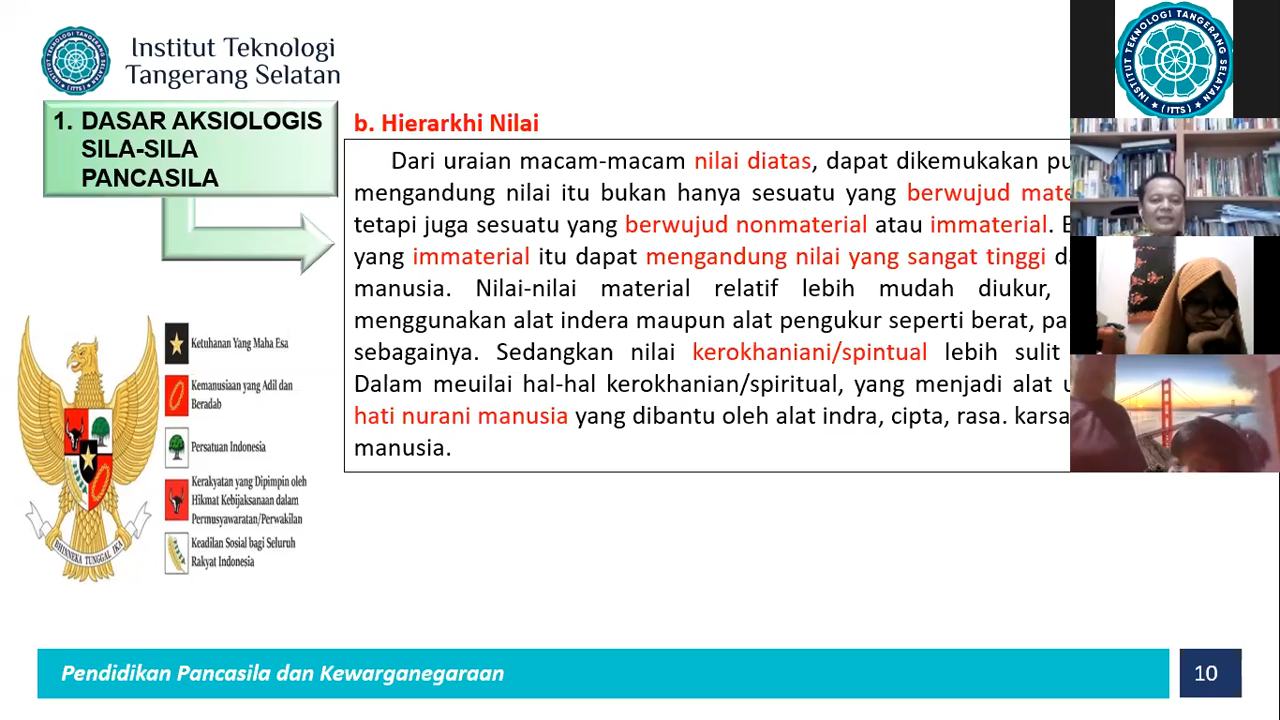 Institut Teknologi
Tangerang Selatan
INSTITUT TEKNOLOGI TANGERANG SELATAN
(ITTS)
1. DASAR AKSIOLOGIS
SILA-SILA
PANCASILA
b. Hierarkhi Nilai
Dari uraian macam-macam nilai diatas, dapat dikemukakan pu
mengandung nilai itu bukan hanya sesuatu yang berwujud mate
tetapi juga sesuatu yang berwujud nonmaterial atau immaterial.
yang immaterial itu dapat mengandung nilai yang sangat tinggi da
manusia. Nilai-nilai material relatif lebih mudah diukur,
menggunakan alat indera maupun alat pengukur seperti berat, pa
sebagainya. Sedangkan nilai kerokhaniani/spintual lebih sulit
Dalam meuilai hal-hal kerokhanian/spiritual, yang menjadi alat u
hati nurani manusia yang dibantu oleh alat indra, cipta, rasa. karsa
manusia.
Ketuhanan Yang Maha Esa
Kemanusiaan yang Adil dan
Beradab
Persatuan Indonesia
Kerakyatan yang Dipimpin oleh
Hikmat Kebijaksanaan dalam
Permusyawaratan/Perwakilan
Keadilan Sosial bagi Seluruh
Rakyat Indonesia
BHINNEKA TUNGGAL IKA
Pendidikan Pancasila dan Kewarganegaraan
10